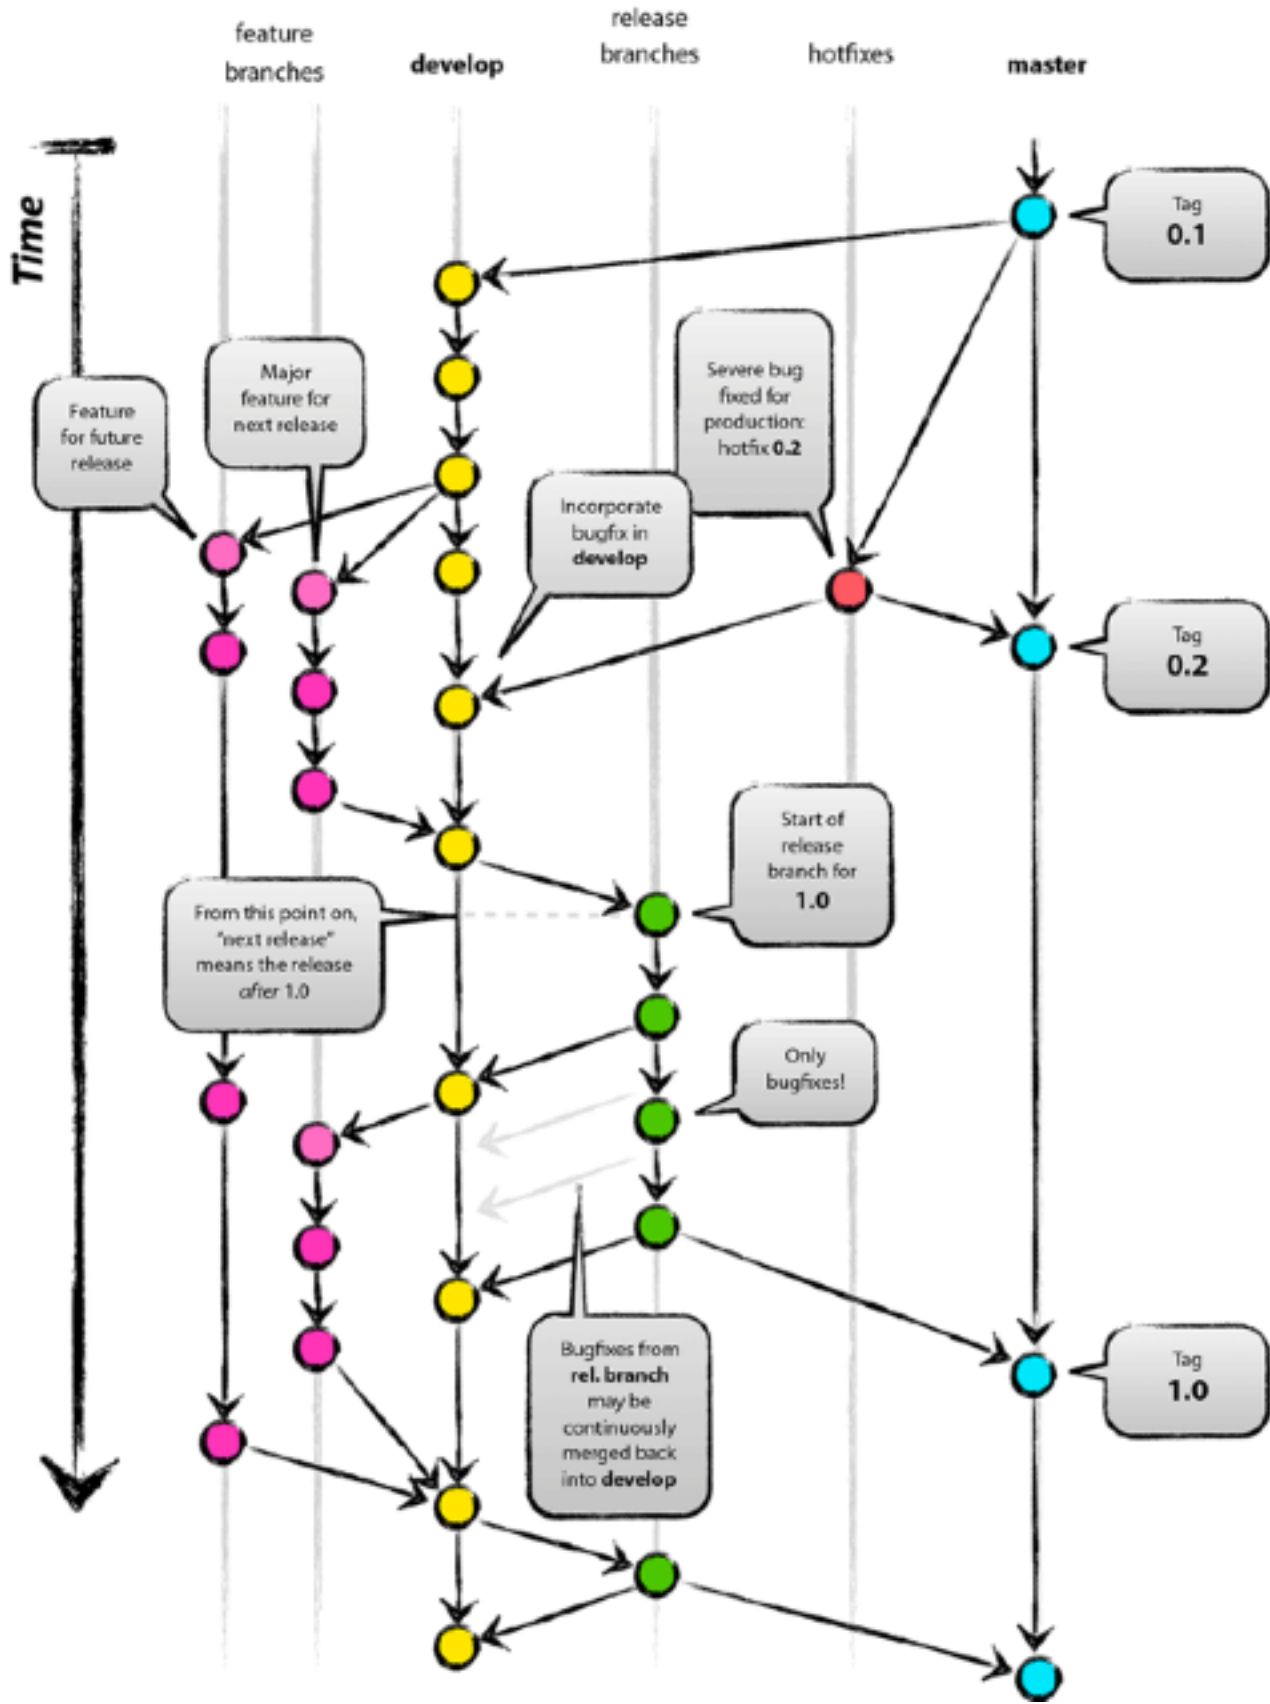 feature
branches
develop
release
branches
hotfixes
master
Time
Tag
0.1
Major
feature for
next release
Feature
for future
release
Severe bug
fixed for
production:
hotfix 0.2
Incorporate
bugfix in
develop
Tag
0.2
Start of
release
branch for
1.0
From this point on,
“next release”
means the release
after 1.0
Only
bugfixes!
Bugfixes from
rel. branch
may be
continuously
merged back
into develop
Tag
1.0